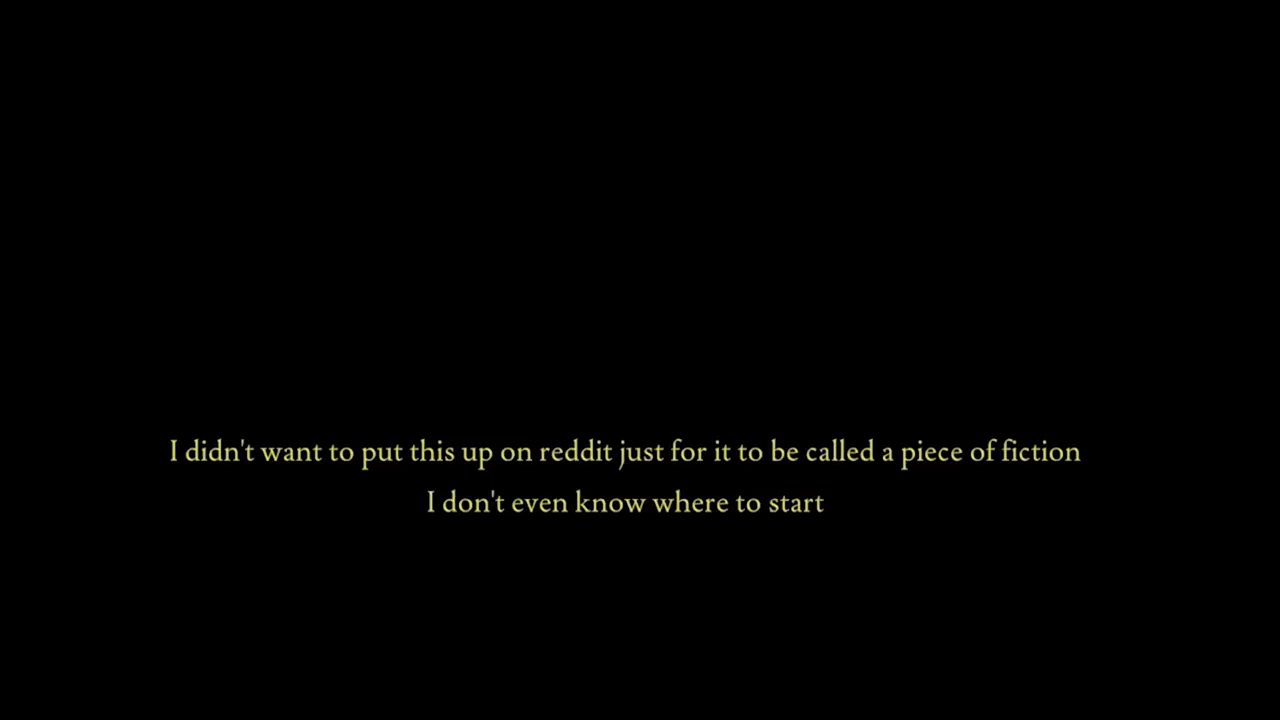 I didn't want to put this up on reddit just for it to be called a piece of fiction
I don't even know where to start